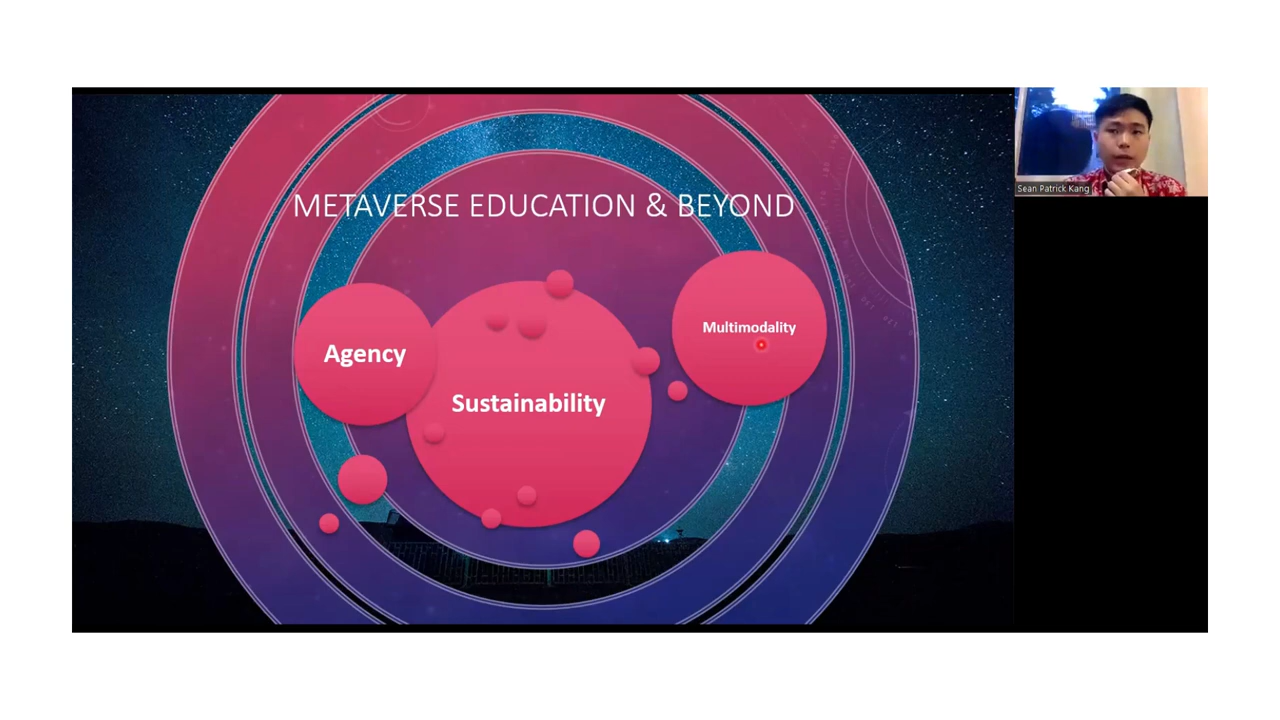 METAVERSE EDUCATION & BEYOND
Agency
Sustainability
Multimodality
Sean Patrick Kang